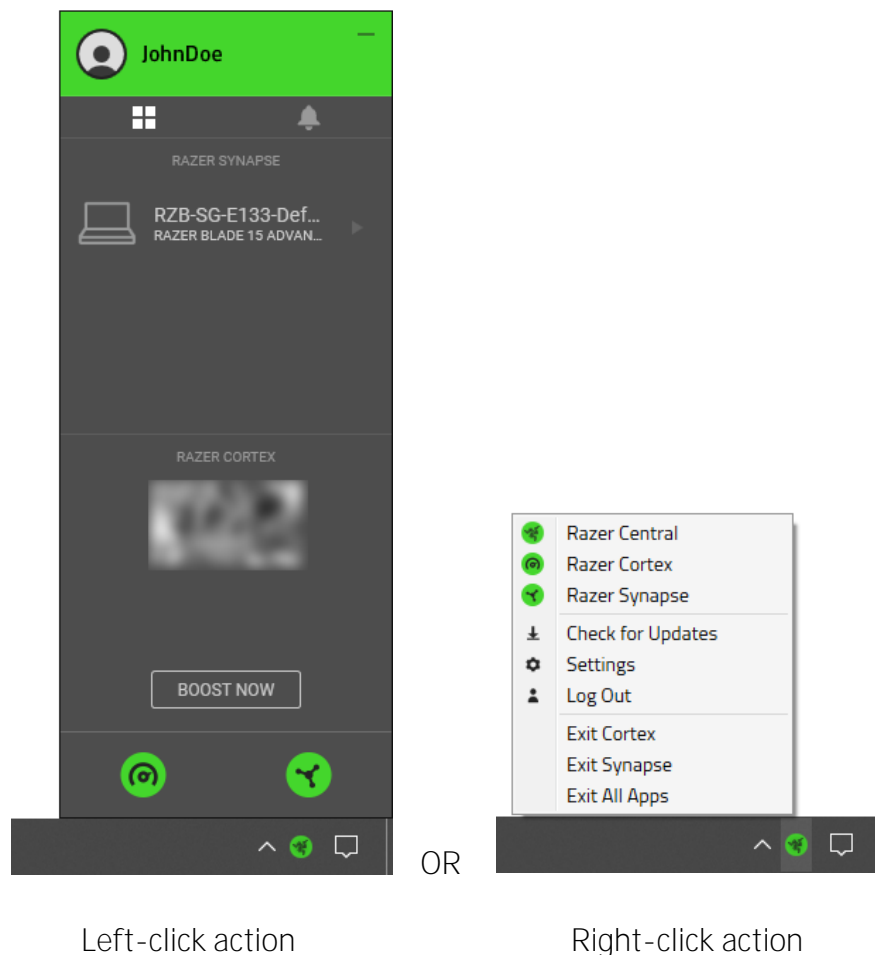 JohnDoe
RAZER SYNAPSE
RZB-SG-E133-Def...
RAZER BLADE 15 ADVAN...
RAZER CORTEX
BOOST NOW
OR
Left-click action
Razer Central
Razer Cortex
Razer Synapse
Check for Updates
Settings
Log Out
Exit Cortex
Exit Synapse
Exit All Apps
Right-click action